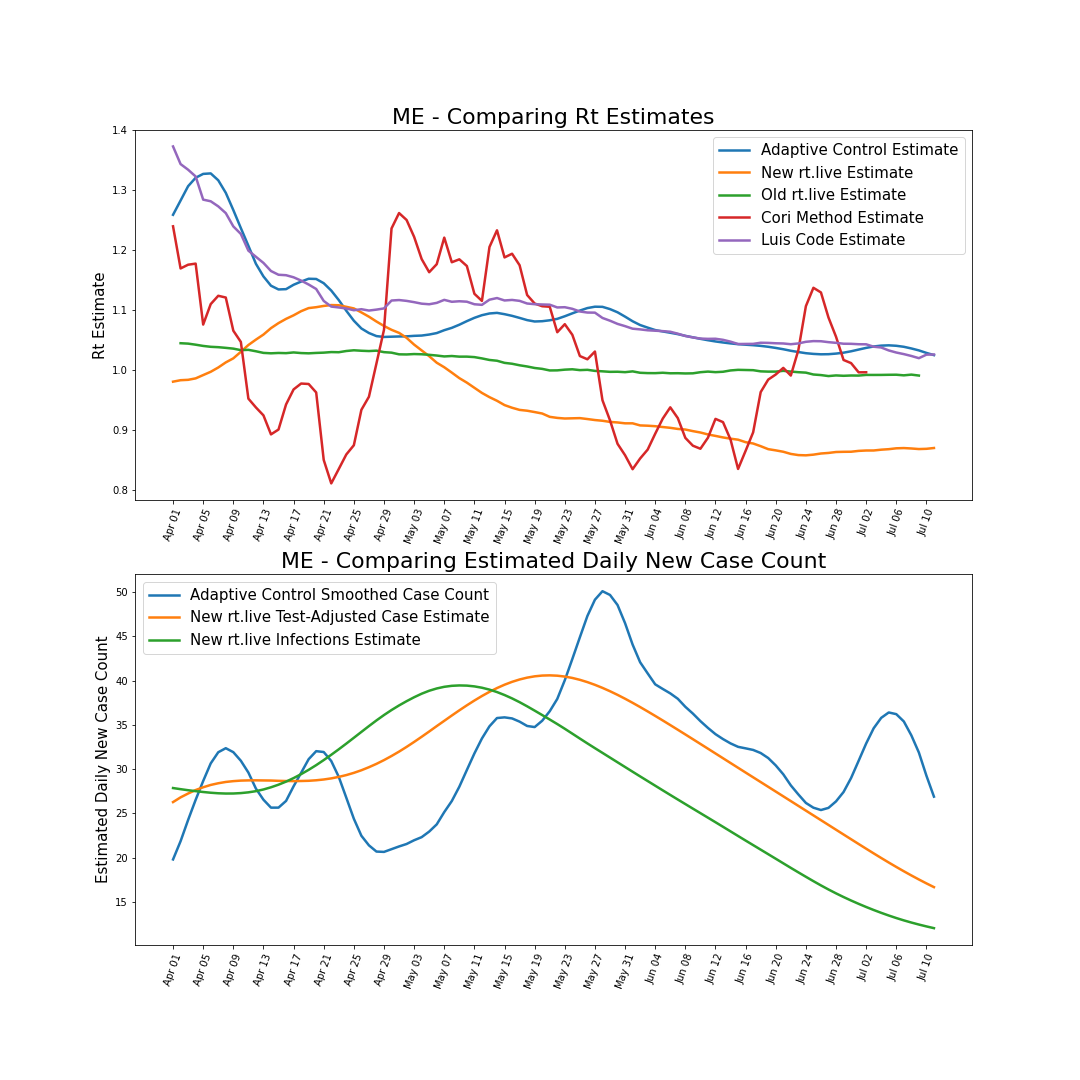 ME - Comparing Rt Estimates
Rt Estimate
1.4
1.3
1.2
1.1
1.0
0.9
0.8
Adaptive Control Estimate
New rt.live Estimate
Old rt.live Estimate
Cori Method Estimate
Luis Code Estimate
Apr 01
Apr 05
Apr 09
Apr 13
Apr 17
Apr 21
Apr 25
Apr 29
May 03
May 07
May 11
May 15
May 19
May 23
May 27
May 31
Jun 04
Jun 08
Jun 12
Jun 16
Jun 20
Jun 24
Jun 28
Jul 02
Jul 06
Jul 10
ME - Comparing Estimated Daily New Case Count
Estimated Daily New Case Count
50
45
40
35
30
25
20
15
Adaptive Control Smoothed Case Count
New rt.live Test-Adjusted Case Estimate
New rt.live Infections Estimate
Apr 01
Apr 05
Apr 09
Apr 13
Apr 17
Apr 21
Apr 25
Apr 29
May 03
May 07
May 11
May 15
May 19
May 23
May 27
May 31
Jun 04
Jun 08
Jun 12
Jun 16
Jun 20
Jun 24
Jun 28
Jul 02
Jul 06
Jul 10